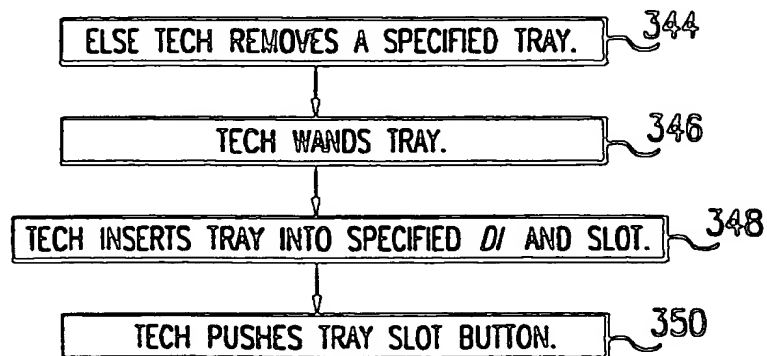 ELSE TECH REMOVES A SPECIFIED TRAY. 344
TECH WANDS TRAY. 346
TECH INSERTS TRAY INTO SPECIFIED DI AND SLOT. 348
TECH PUSHES TRAY SLOT BUTTON. 350